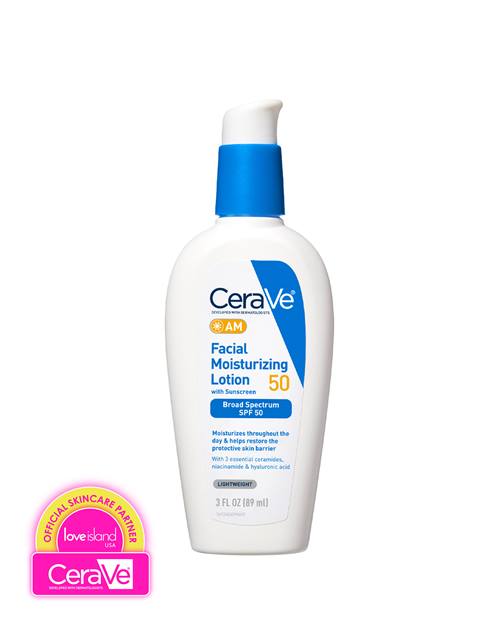 CeraVe®
DEVELOPED WITH DERMATOLOGISTS
AM
Facial
Moisturizing
Lotion 50
with Sunscreen
Broad Spectrum
SPF 50
Moisturizes throughout the
day & helps restore the
protective skin barrier
With 3 essential ceramides,
niacinamide & hyaluronic acid
LIGHTWEIGHT
3 FL OZ (89 ml)
OFFICIAL SKINCARE PARTNER
love island
USA
CeraVe®
DEVELOPED WITH DERMATOLOGISTS